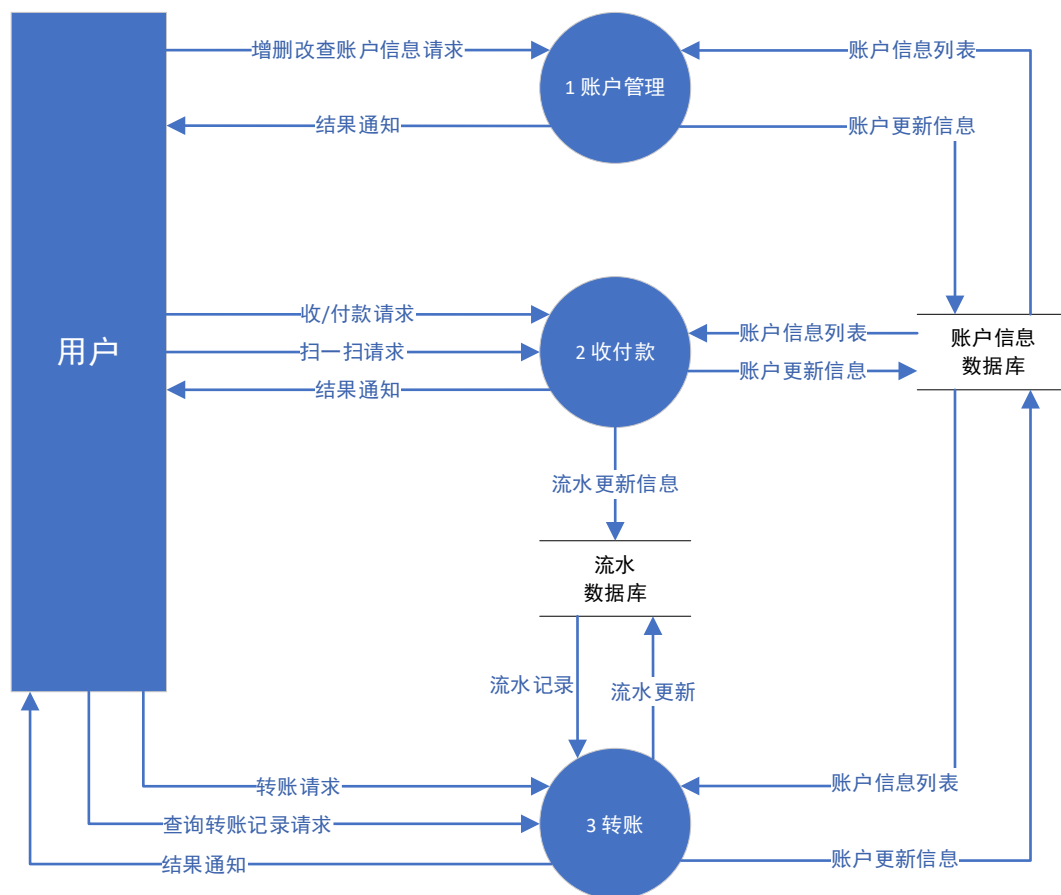 增删改查账户信息请求
账户信息列表
1 账户管理
结果通知
账户更新信息
用户
收/付款请求
扫一扫请求
结果通知
2 收付款
账户信息列表
账户更新信息
账户信息
数据库
流水更新信息
流水
数据库
流水记录
流水更新
转账请求
查询转账记录请求
结果通知
3 转账
账户信息列表
账户更新信息